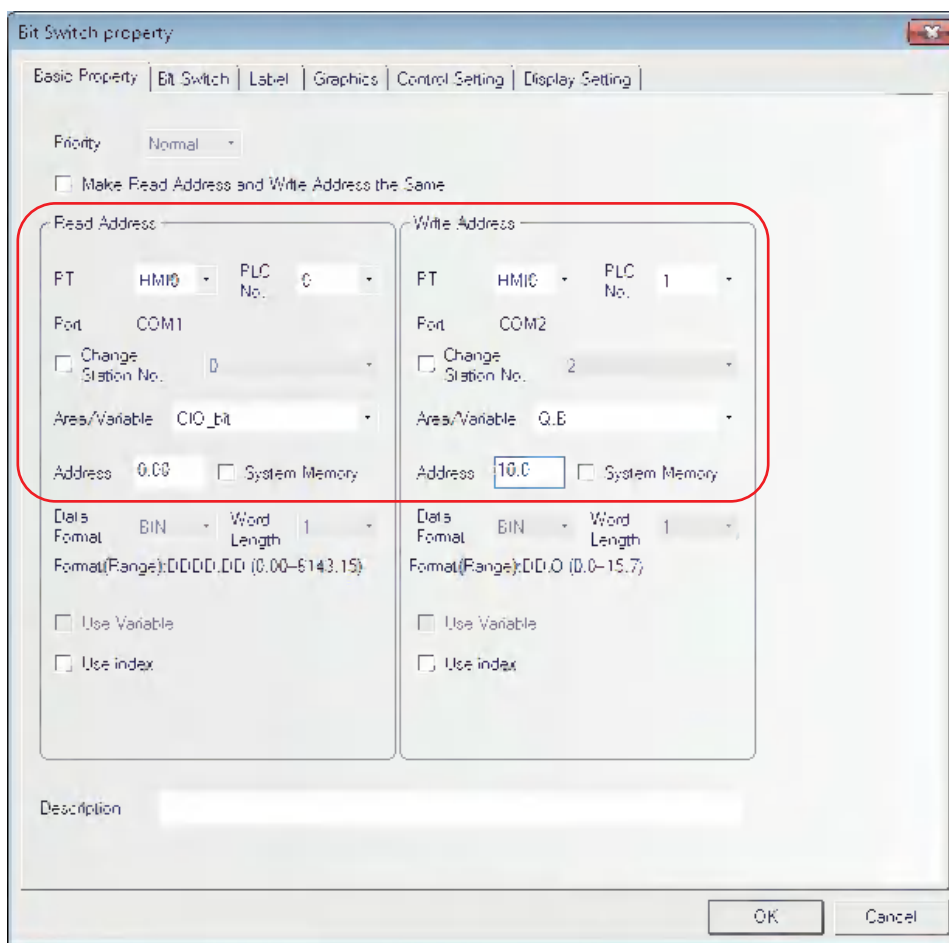 Bit Switch property
Basic Property Bit Switch Label Graphics Control Setting Display Setting
Priority Normal
Make Read Address and Write Address the Same
Read Address
PT HMI0 PLC No. 0
Port COM1
Change Station No. 0
Area/Variable CIO_bit
Address 0.00 System Memory
Data Format BIN Word Length 1
Format(Range):DDDD.DD (0.00~6143.15)
Use Variable
Use index
Write Address
PT HMI0 PLC No. 1
Port COM2
Change Station No. 2
Area/Variable Q.B
Address 10.0 System Memory
Data Format BIN Word Length 1
Format(Range):DD.O (0.0~15.7)
Use Variable
Use index
Description
OK Cancel